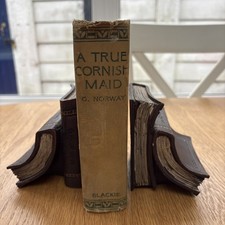 A TRUE
CORNISH
MAID
G. NORWAY
BLACKIE